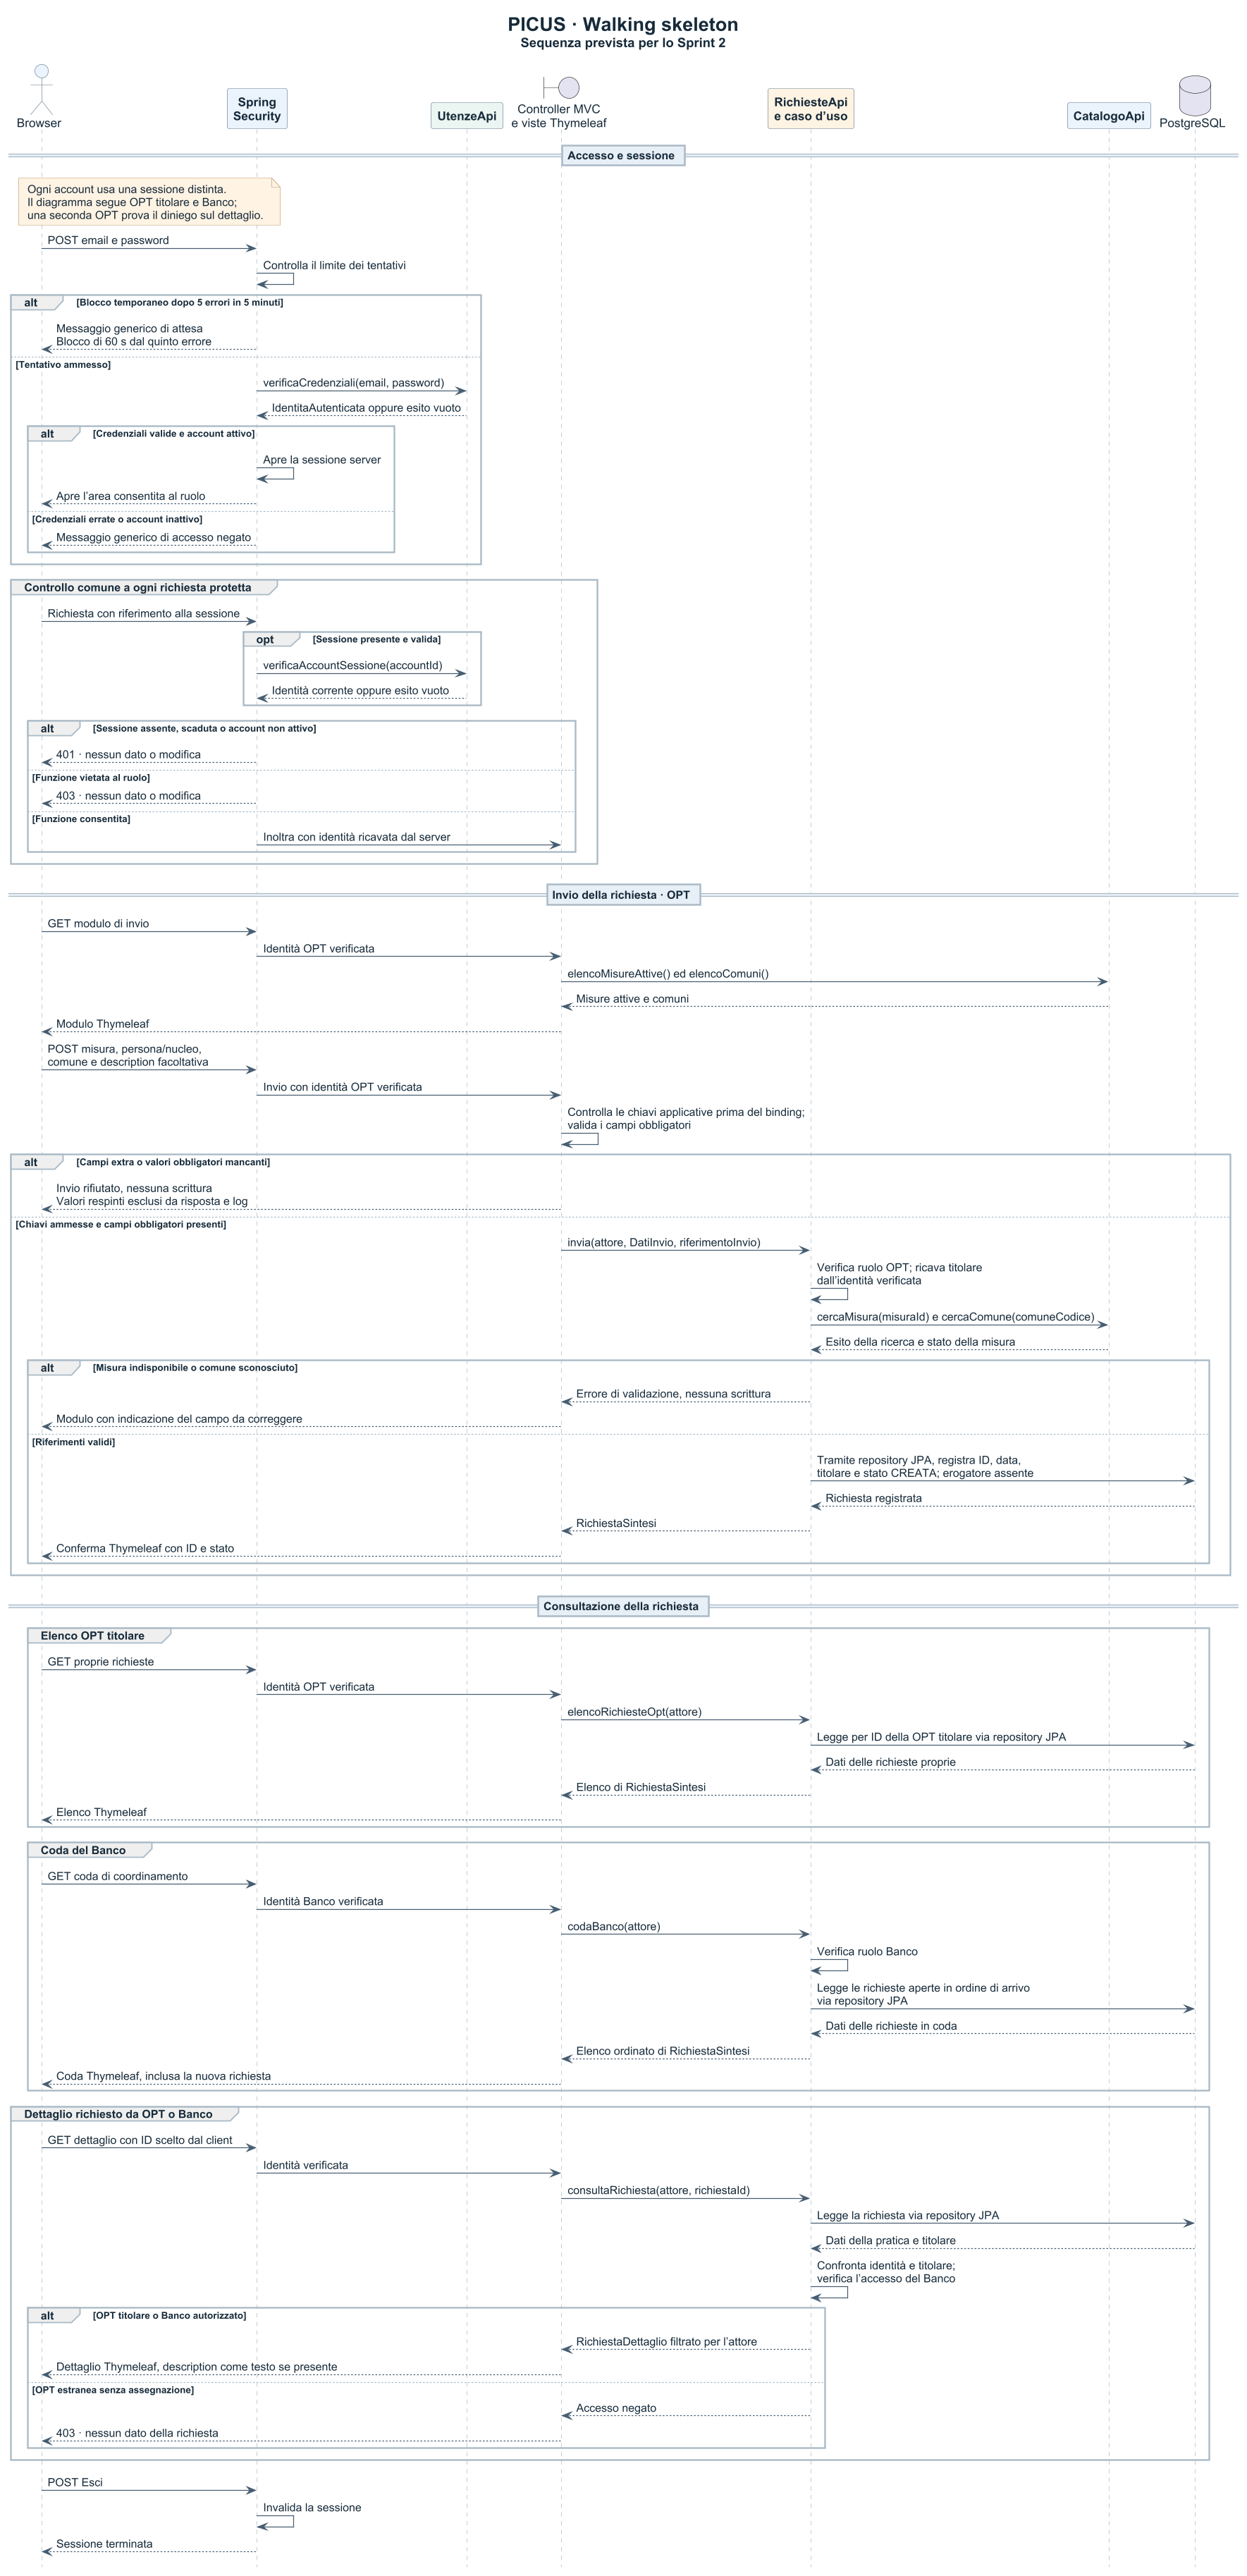 PICUS · Walking skeleton
Sequenza prevista per lo Sprint 2
Browser
Spring
Security
UtenzeApi
Controller MVC
e viste Thymeleaf
RichiesteApi
e caso d'uso
CatalogoApi
PostgreSQL
Accesso e sessione
Ogni account usa una sessione distinta.
Il diagramma segue OPT titolare e Banco;
una seconda OPT prova il diniego sul dettaglio.
POST email e password
Controlla il limite dei tentativi
alt
[Blocco temporaneo dopo 5 errori in 5 minuti]
Messaggio generico di attesa
Blocco di 60 s dal quinto errore
[Tentativo ammesso]
verificaCredenziali(email, password)
IdentitaAutenticata oppure esito vuoto
alt
[Credenziali valide e account attivo]
Apre la sessione server
Apre l'area consentita al ruolo
[Credenziali errate o account inattivo]
Messaggio generico di accesso negato
Controllo comune a ogni richiesta protetta
Richiesta con riferimento alla sessione
opt
[Sessione presente e valida]
verificaAccountSessione(accountId)
Identità corrente oppure esito vuoto
alt
[Sessione assente, scaduta o account non attivo]
401 · nessun dato o modifica
[Funzione vietata al ruolo]
403 · nessun dato o modifica
[Funzione consentita]
Inoltra con identità ricavata dal server
Invio della richiesta · OPT
GET modulo di invio
Identità OPT verificata
elencoMisureAttive() ed elencoComuni()
Misure attive e comuni
Modulo Thymeleaf
POST misura, persona/nucleo,
comune e description facoltativa
Invio con identità OPT verificata
Controlla le chiavi applicative prima del binding;
valida i campi obbligatori
alt
[Campi extra o valori obbligatori mancanti]
Invio rifiutato, nessuna scrittura
Valori respinti esclusi da risposta e log
[Chiavi ammesse e campi obbligatori presenti]
invia(attore, DatiInvio, riferimentoInvio)
Verifica ruolo OPT; ricava titolare
dall'identità verificata
cercaMisura(misuraId) e cercaComune(comuneCodice)
Esito della ricerca e stato della misura
alt
[Misura indisponibile o comune sconosciuto]
Errore di validazione, nessuna scrittura
Modulo con indicazione del campo da correggere
[Riferimenti validi]
Tramite repository JPA, registra ID, data,
titolare e stato CREATA; erogatore assente
Richiesta registrata
RichiestaSintesi
Conferma Thymeleaf con ID e stato
Consultazione della richiesta
Elenco OPT titolare
GET proprie richieste
Identità OPT verificata
elencoRichiesteOpt(attore)
Legge per ID della OPT titolare via repository JPA
Dati delle richieste proprie
Elenco di RichiestaSintesi
Elenco Thymeleaf
Coda del Banco
GET coda di coordinamento
Identità Banco verificata
codaBanco(attore)
Verifica ruolo Banco
Legge le richieste aperte in ordine di arrivo
via repository JPA
Dati delle richieste in coda
Elenco ordinato di RichiestaSintesi
Coda Thymeleaf, inclusa la nuova richiesta
Dettaglio richiesto da OPT o Banco
GET dettaglio con ID scelto dal client
Identità verificata
consultaRichiesta(attore, richiestaId)
Legge la richiesta via repository JPA
Dati della pratica e titolare
Confronta identità e titolare;
verifica l'accesso del Banco
alt
[OPT titolare o Banco autorizzato]
RichiestaDettaglio filtrato per l'attore
Dettaglio Thymeleaf, description come testo se presente
[OPT estranea senza assegnazione]
Accesso negato
403 · nessun dato della richiesta
POST Esci
Invalida la sessione
Sessione terminata